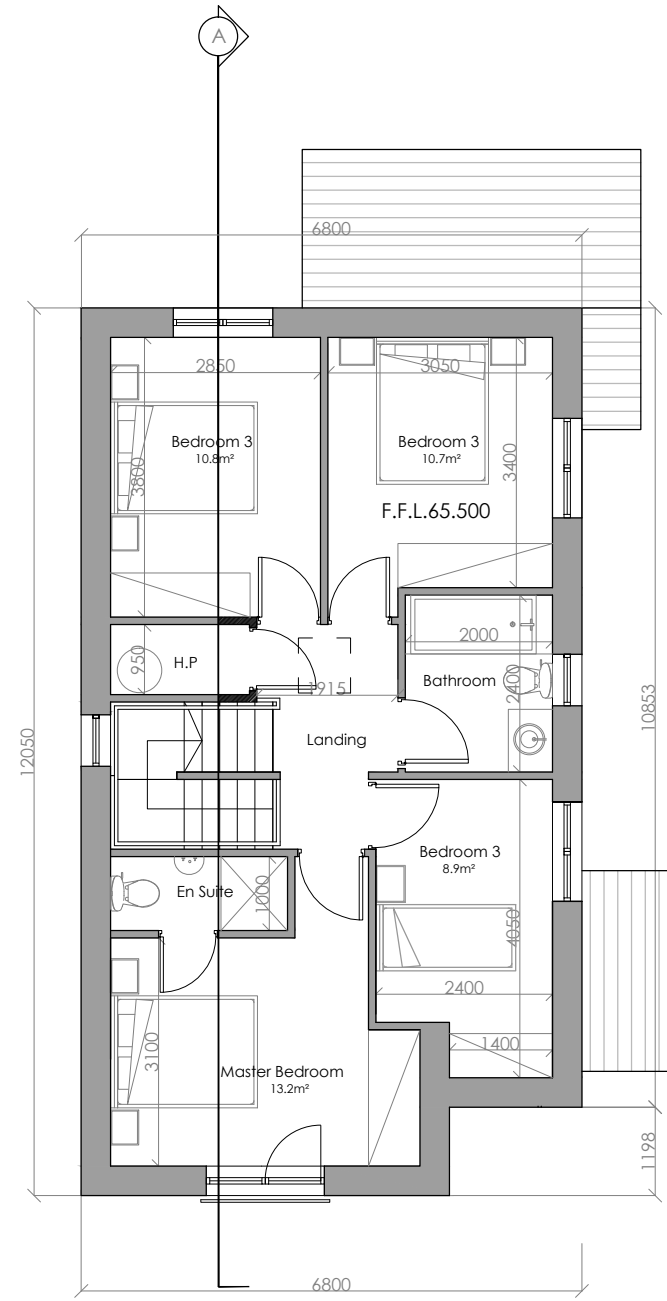 A
6800
2850
3050
Bedroom 3
10.8m²
Bedroom 3
10.7m²
3800
3400
F.F.L.65.500
950
H.P
2000
1915
Bathroom
2400
Landing
12050
10853
Bedroom 3
8.9m²
En Suite
1000
4050
2400
1400
3100
Master Bedroom
13.2m²
1198
6800